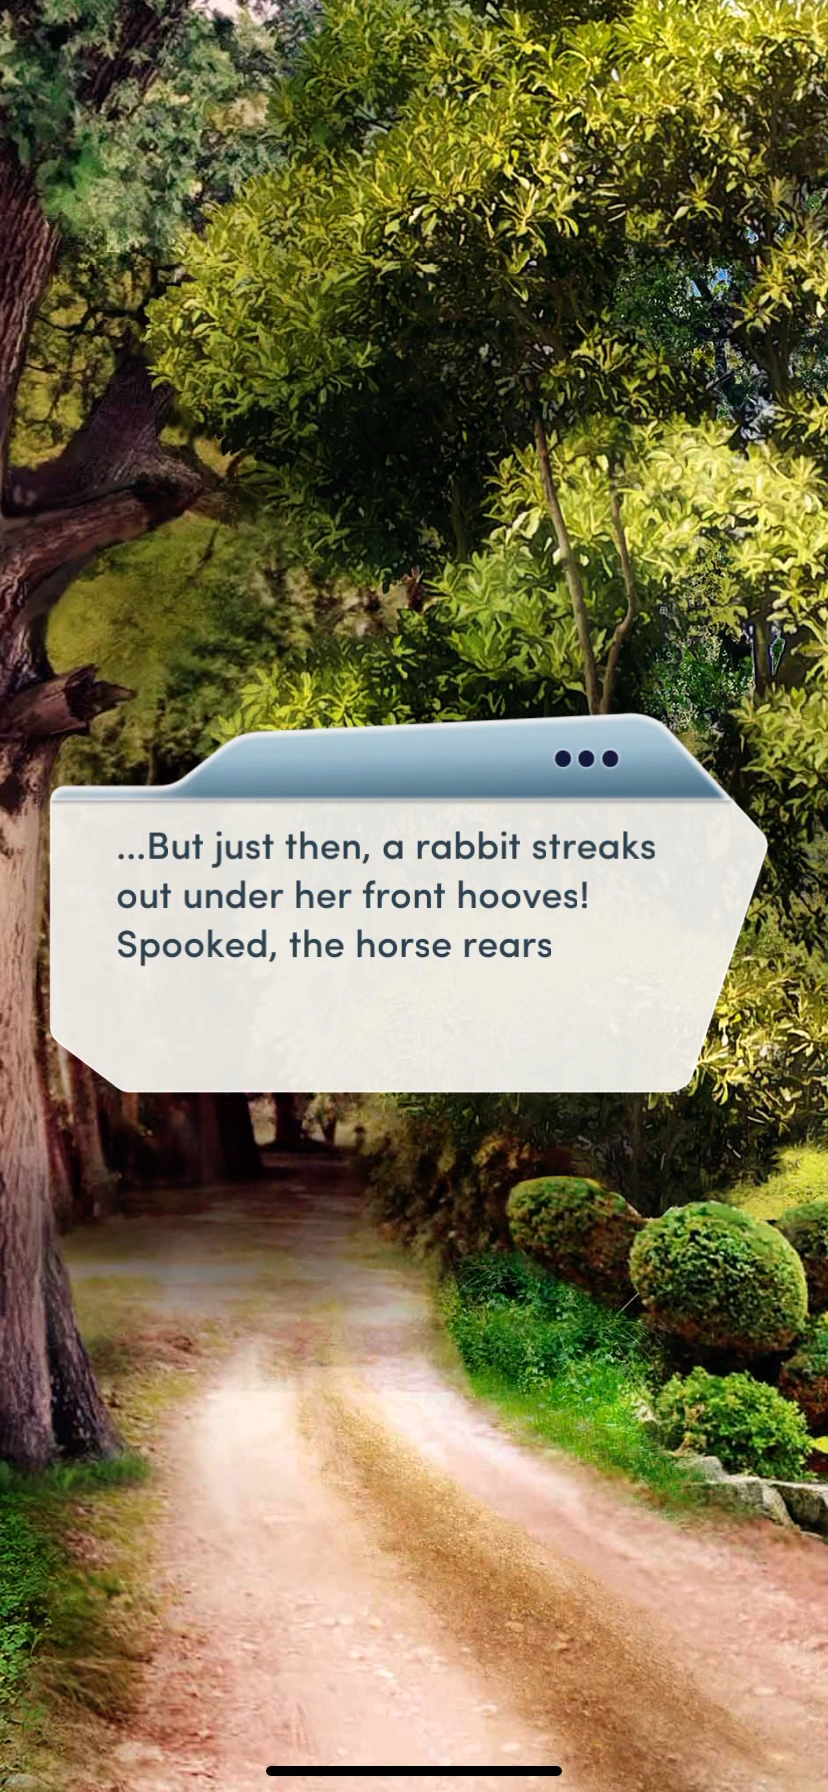 ...But just then, a rabbit streaks
out under her front hooves!
Spooked, the horse rears